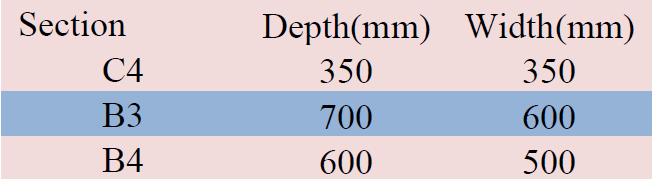 Section Depth(mm) Width(mm)
C4 350 350
B3 700 600
B4 600 500